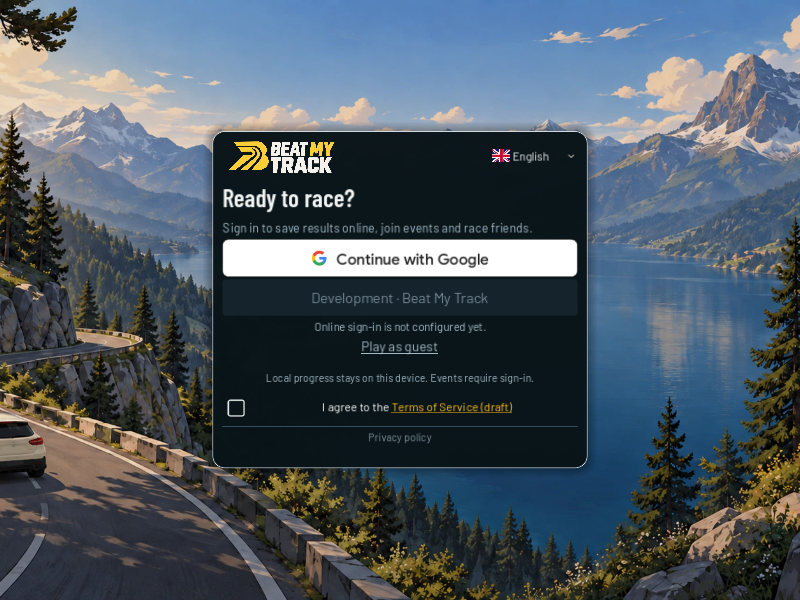 BEAT MY
TRACK
English
Ready to race?
Sign in to save results online, join events and race friends.
Continue with Google
Development · Beat My Track
Online sign-in is not configured yet.
Play as guest
Local progress stays on this device. Events require sign-in.
I agree to the Terms of Service (draft)
Privacy policy